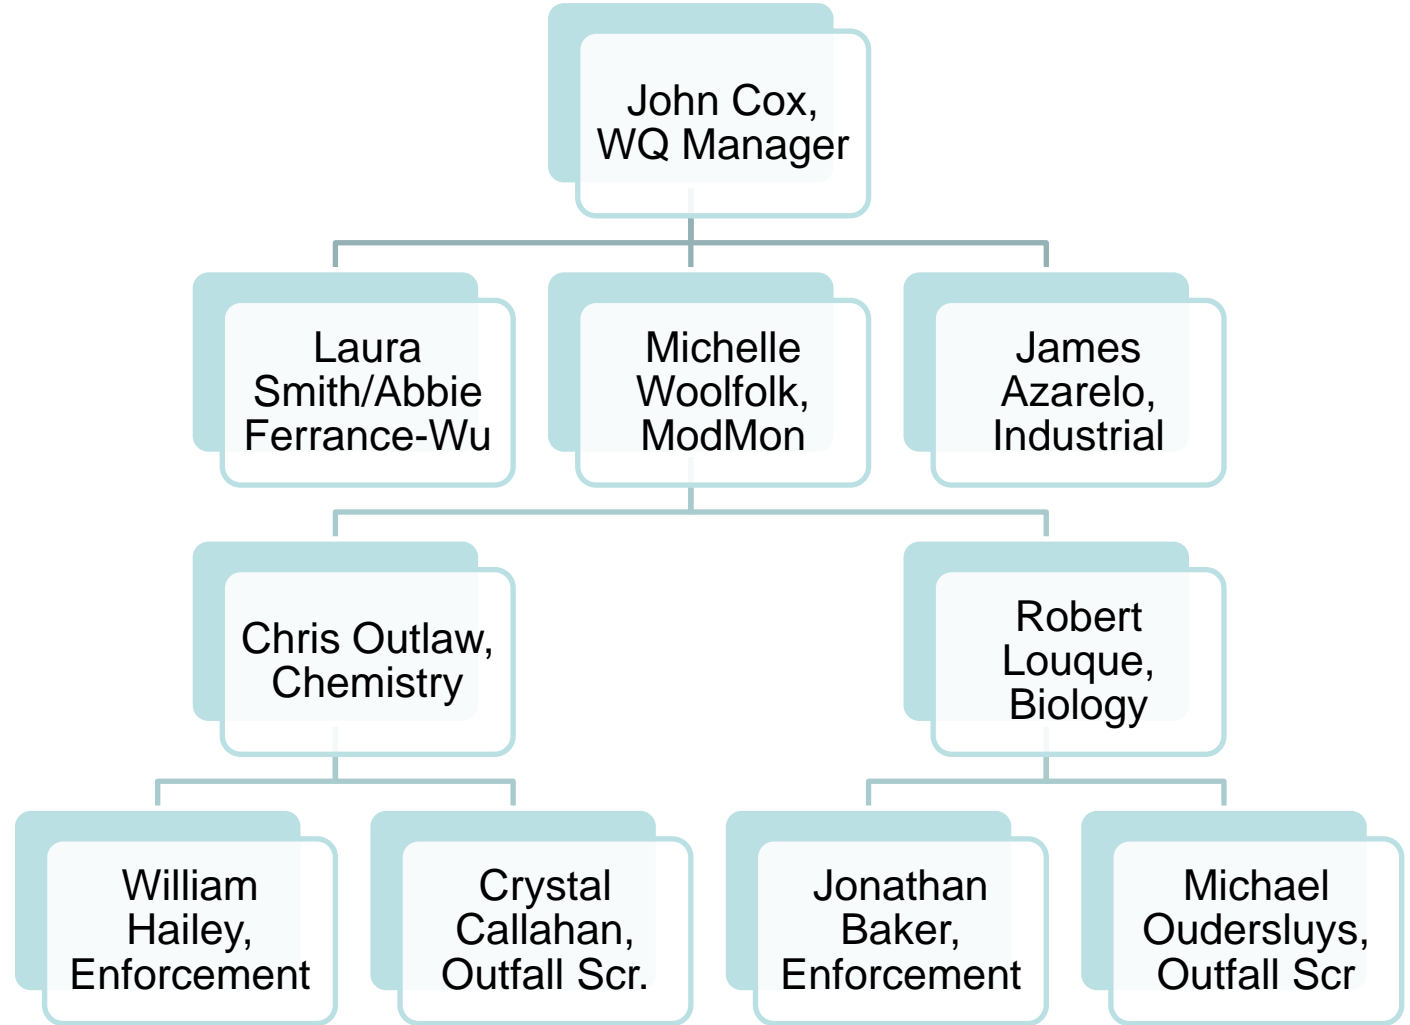 John Cox,
WQ Manager
Laura
Smith/Abbie
Ferrance-Wu
Michelle
Woolfolk,
ModMon
James
Azarelo,
Industrial
Chris Outlaw,
Chemistry
Robert
Louque,
Biology
William
Hailey,
Enforcement
Crystal
Callahan,
Outfall Scr.
Jonathan
Baker,
Enforcement
Michael
Oudersluys,
Outfall Scr